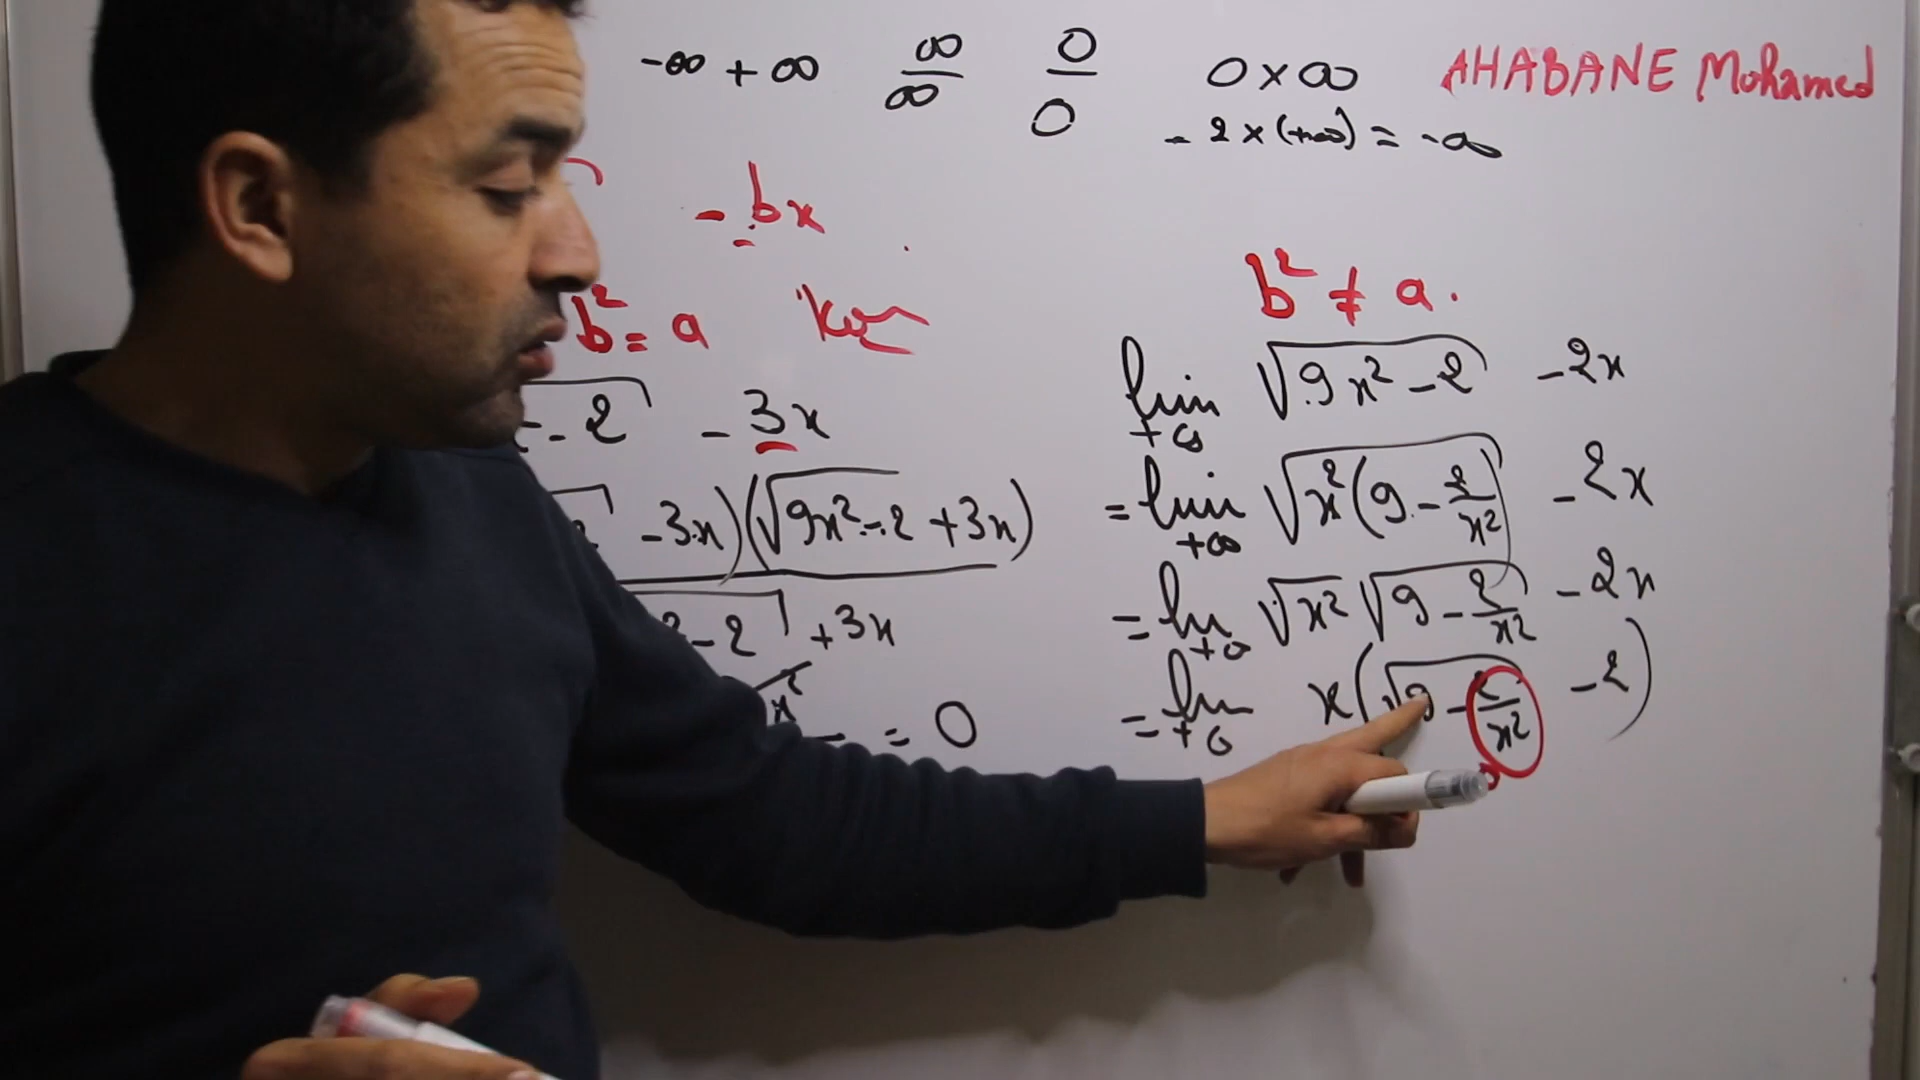 -∞ + ∞   ∞/∞   0/0   0 × ∞   AHABANE Mohamed
- 2 × (+∞) = -∞
- bx
b² = a   b² ≠ a.
- 2   - 3x   lim +∞ √(9x² - 2) - 2x
- 3x)(√9x² - 2 + 3x)   = lim +∞ √(x²(9 - 2/x²)) - 2x
- 2 + 3x   = lim +∞ √x² √(9 - 2/x²) - 2x
x²   = 0   = lim +∞ x(√(9 - 2/x²) - 2)